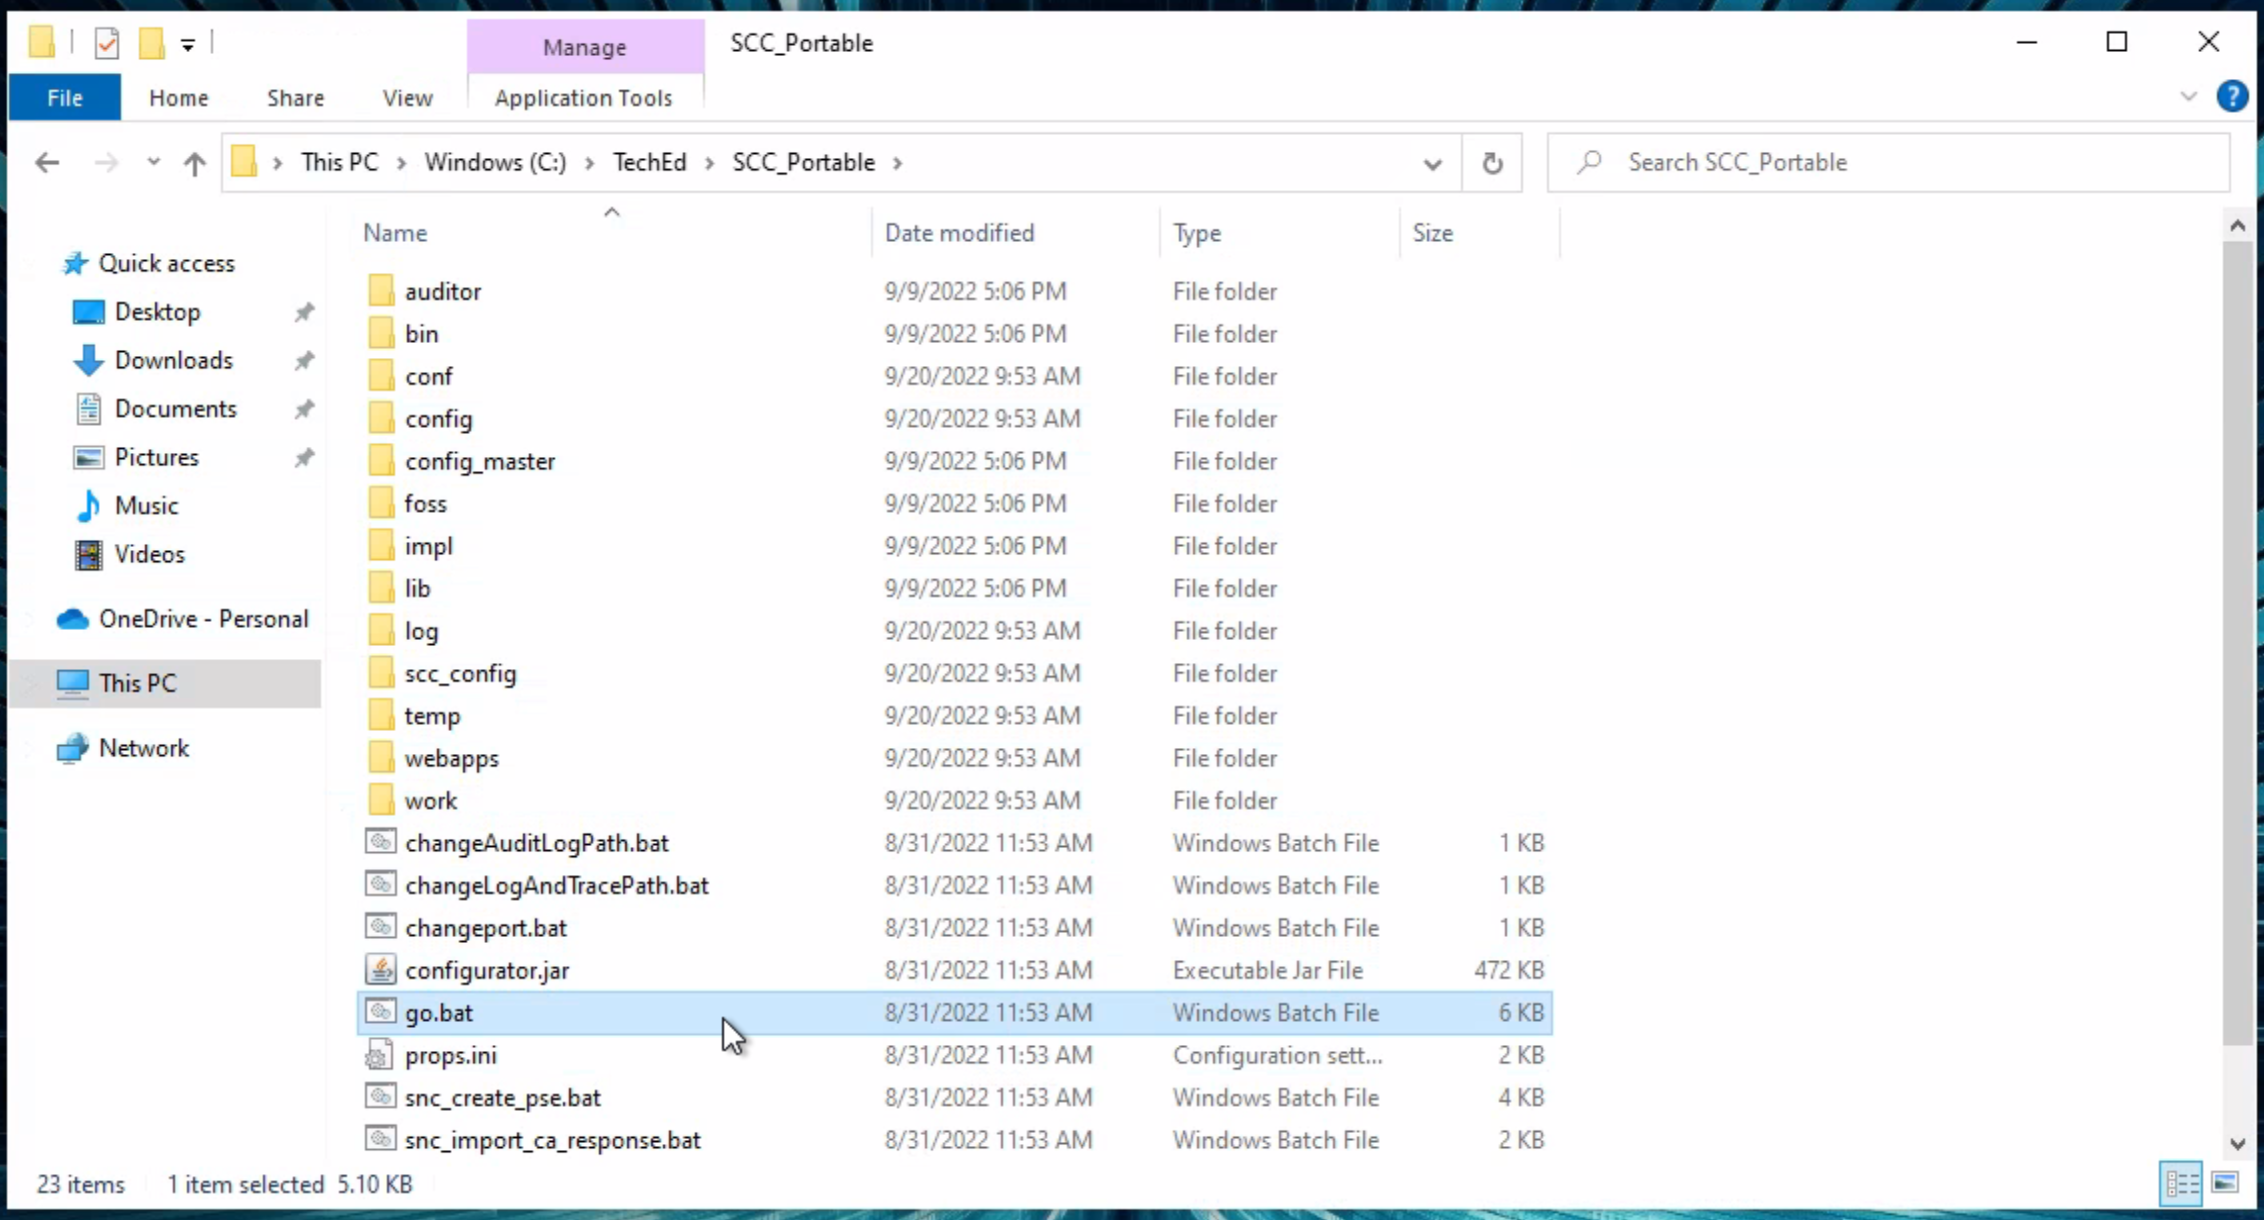 Manage SCC_Portable
File Home Share View Application Tools
This PC Windows (C:) TechEd SCC_Portable Search SCC_Portable
Name Date modified Type Size
Quick access
Desktop
Downloads
Documents
Pictures
Music
Videos
OneDrive - Personal
This PC
Network
auditor 9/9/2022 5:06 PM File folder
bin 9/9/2022 5:06 PM File folder
conf 9/20/2022 9:53 AM File folder
config 9/20/2022 9:53 AM File folder
config_master 9/9/2022 5:06 PM File folder
foss 9/9/2022 5:06 PM File folder
impl 9/9/2022 5:06 PM File folder
lib 9/9/2022 5:06 PM File folder
log 9/20/2022 9:53 AM File folder
scc_config 9/20/2022 9:53 AM File folder
temp 9/20/2022 9:53 AM File folder
webapps 9/20/2022 9:53 AM File folder
work 9/20/2022 9:53 AM File folder
changeAuditLogPath.bat 8/31/2022 11:53 AM Windows Batch File 1 KB
changeLogAndTracePath.bat 8/31/2022 11:53 AM Windows Batch File 1 KB
changeport.bat 8/31/2022 11:53 AM Windows Batch File 1 KB
configurator.jar 8/31/2022 11:53 AM Executable Jar File 472 KB
go.bat 8/31/2022 11:53 AM Windows Batch File 6 KB
props.ini 8/31/2022 11:53 AM Configuration sett... 2 KB
snc_create_pse.bat 8/31/2022 11:53 AM Windows Batch File 4 KB
snc_import_ca_response.bat 8/31/2022 11:53 AM Windows Batch File 2 KB
23 items 1 item selected 5.10 KB